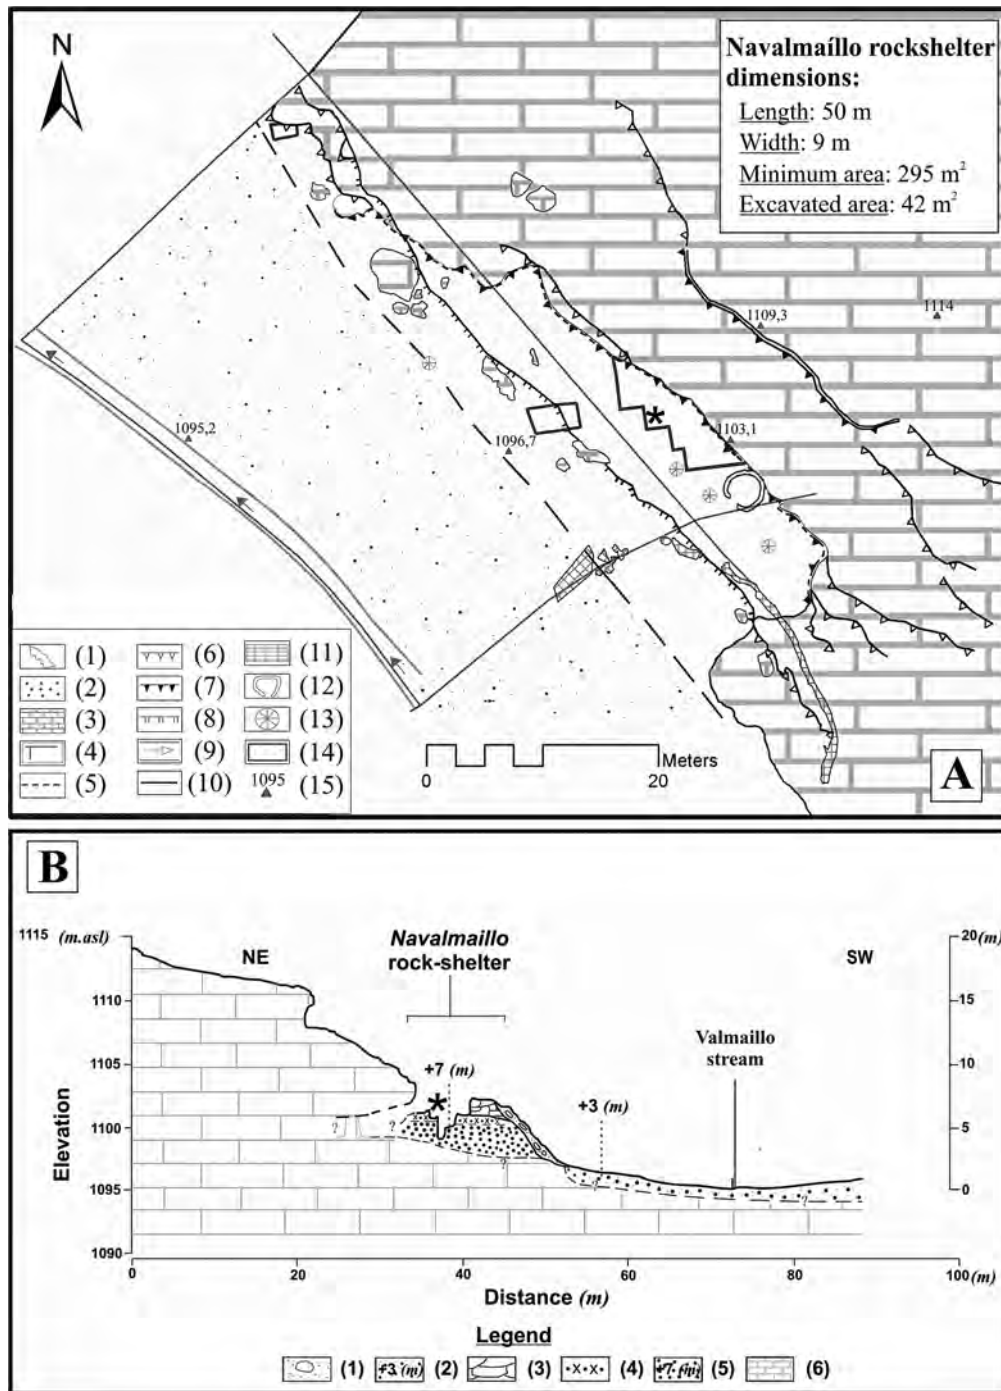 N
Navalmaíllo rockshelter
dimensions:
Length: 50 m
Width: 9 m
Minimum area: 295 m²
Excavated area: 42 m²
1114
1109,3
1103,1
1095,2
1096,7
(1) (6) (11)
(2) (7) (12)
(3) (8) (13)
(4) (9) (14)
(5) (10) 1095 (15)
0 20 Meters
A
B
1115 (m.asl)
NE
Navalmaillo
rock-shelter
SW
20 (m)
1110
15
Valmaillo
stream
1105
+7 (m)
10
*
+3 (m)
1100
?
?
5
?
?
?
1095
0
1090
Elevation
0 20 40 60 80 100 (m)
Distance (m)
Legend
(1) +3 (m) (2) (3) •x•x• (4) (5) (6)